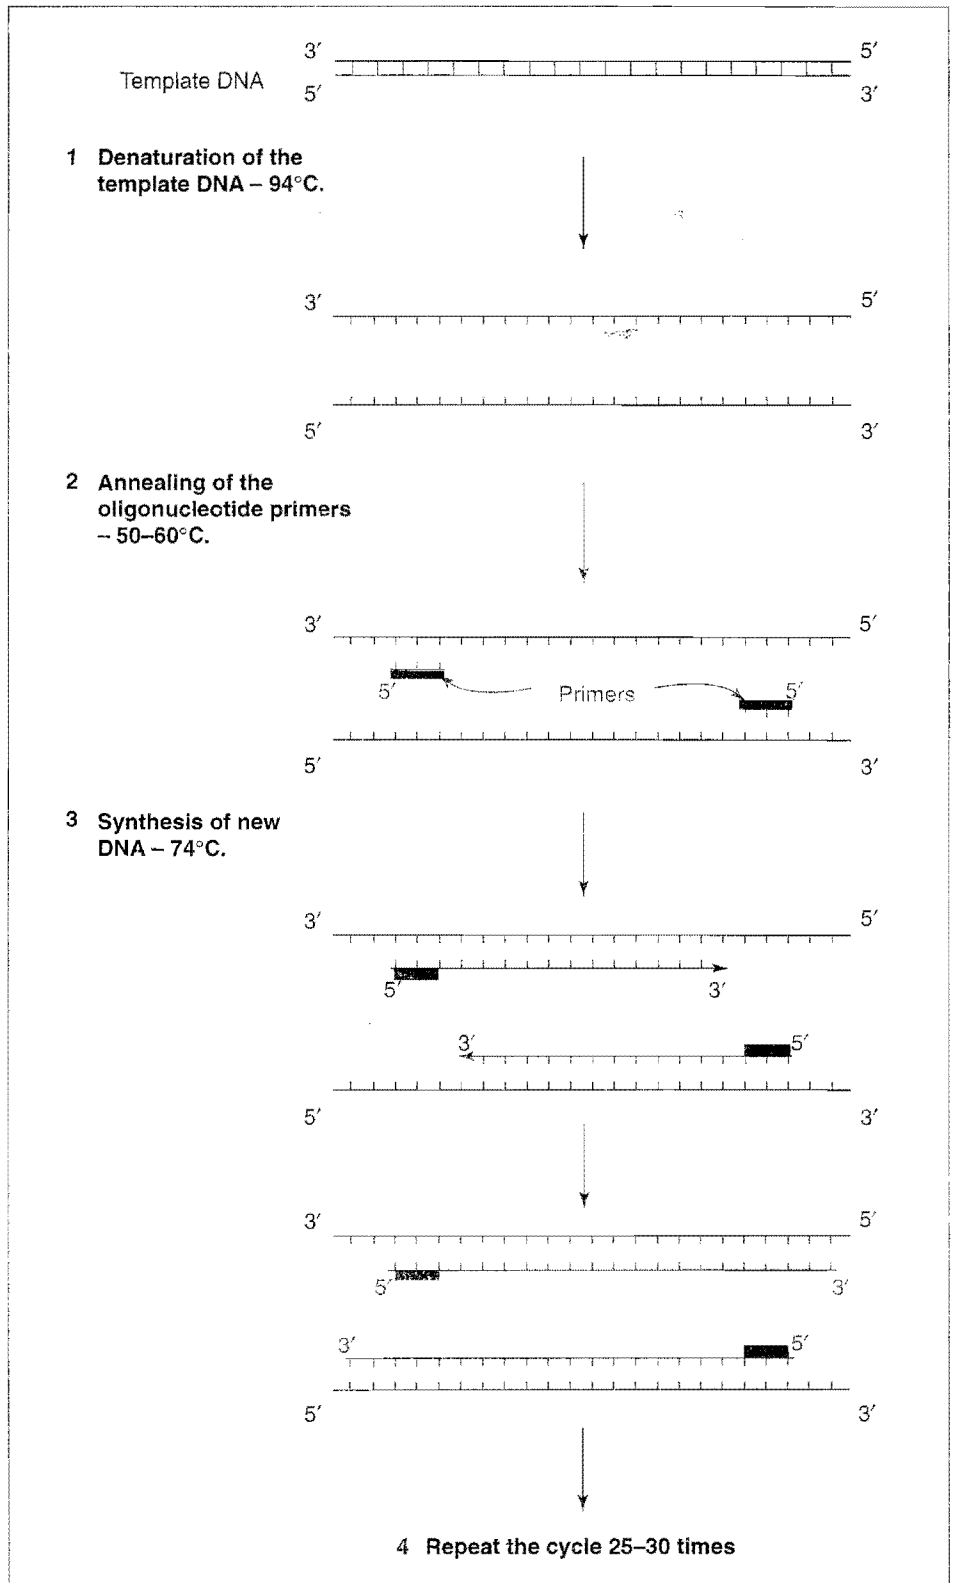 3′ 5′
Template DNA
5′ 3′
1 Denaturation of the
template DNA – 94°C.
3′ 5′
5′ 3′
2 Annealing of the
oligonucleotide primers
– 50–60°C.
3′ 5′
5′ Primers 5′
5′ 3′
3 Synthesis of new
DNA – 74°C.
3′ 5′
5′ 3′
3′ 5′
5′ 3′
3′ 5′
5′ 3′
3′ 5′
5′ 3′
4 Repeat the cycle 25–30 times